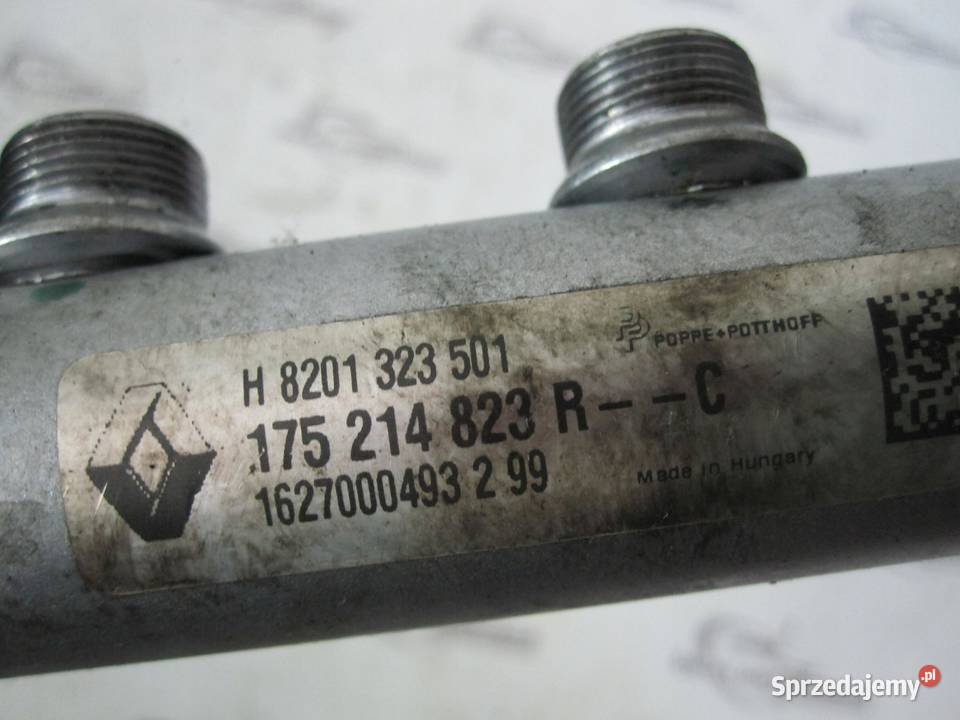 POPPE+POTTHOFF
H 8201 323 501
175 214 823 R--C
1627000493 2 99
Made in Hungary
Sprzedajemy.pl